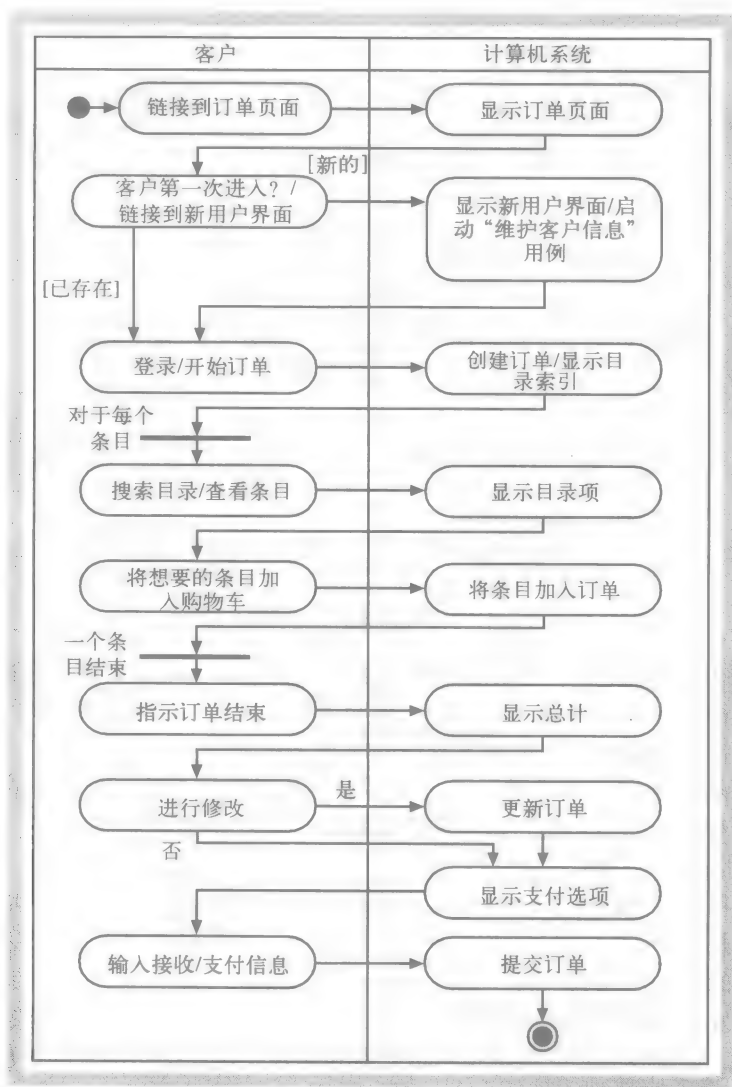 客户
计算机系统
链接到订单页面
显示订单页面
[新的]
客户第一次进入？/
链接到新用户界面
显示新用户界面/启
动“维护客户信息”
用例
[已存在]
登录/开始订单
创建订单/显示目
录索引
对于每个
条目
搜索目录/查看条目
显示目录项
将想要的条目加
入购物车
将条目加入订单
一个条
目结束
指示订单结束
显示总计
进行修改
是
更新订单
否
显示支付选项
输入接收/支付信息
提交订单